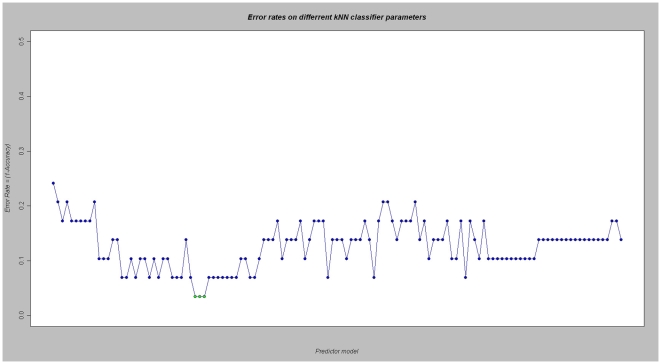 Error rates on differrent kNN classifier parameters
0.5
0.4
0.3
0.2
0.1
0.0
Error Rate = (1-Accuracy)
Predictor model